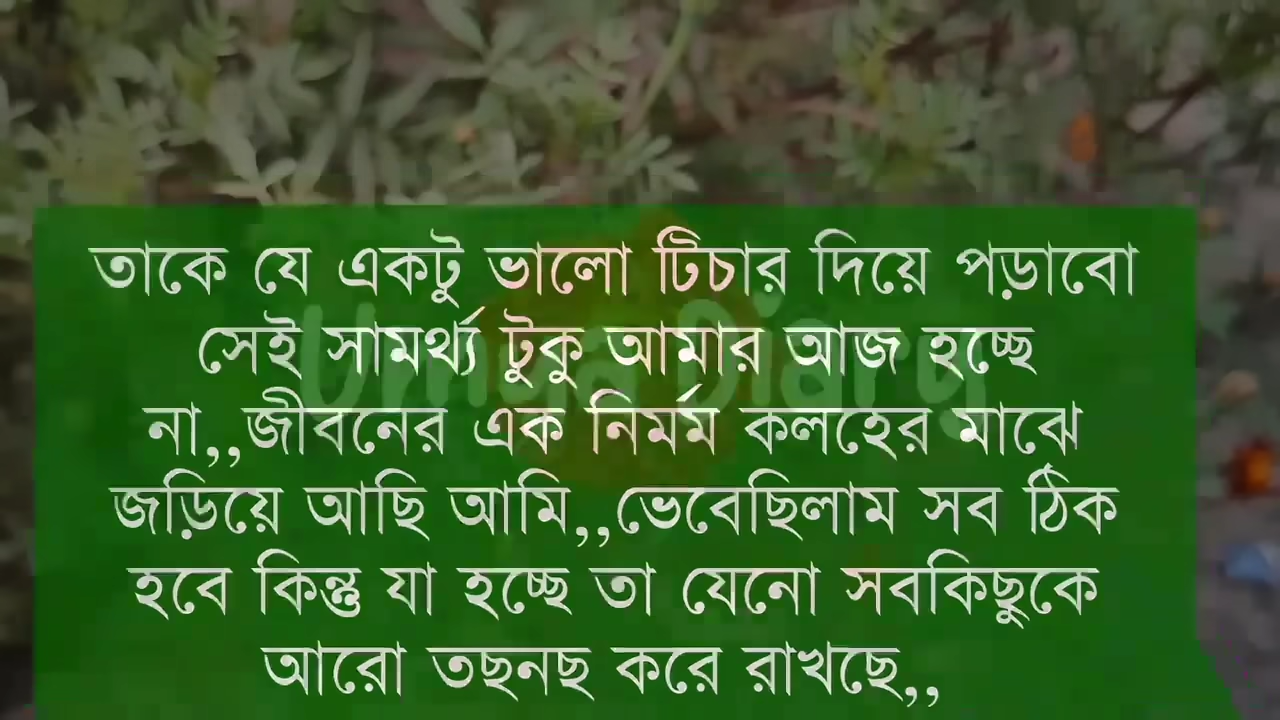 তাকে যে একটু ভালো টিচার দিয়ে পড়াবো
সেই সামর্থ্য টুকু আমার আজ হচ্ছে
না,,জীবনের এক নির্মম কলহের মাঝে
জড়িয়ে আছি আমি,,ভেবেছিলাম সব ঠিক
হবে কিন্তু যা হচ্ছে তা যেনো সবকিছুকে
আরো তছনছ করে রাখছে,,